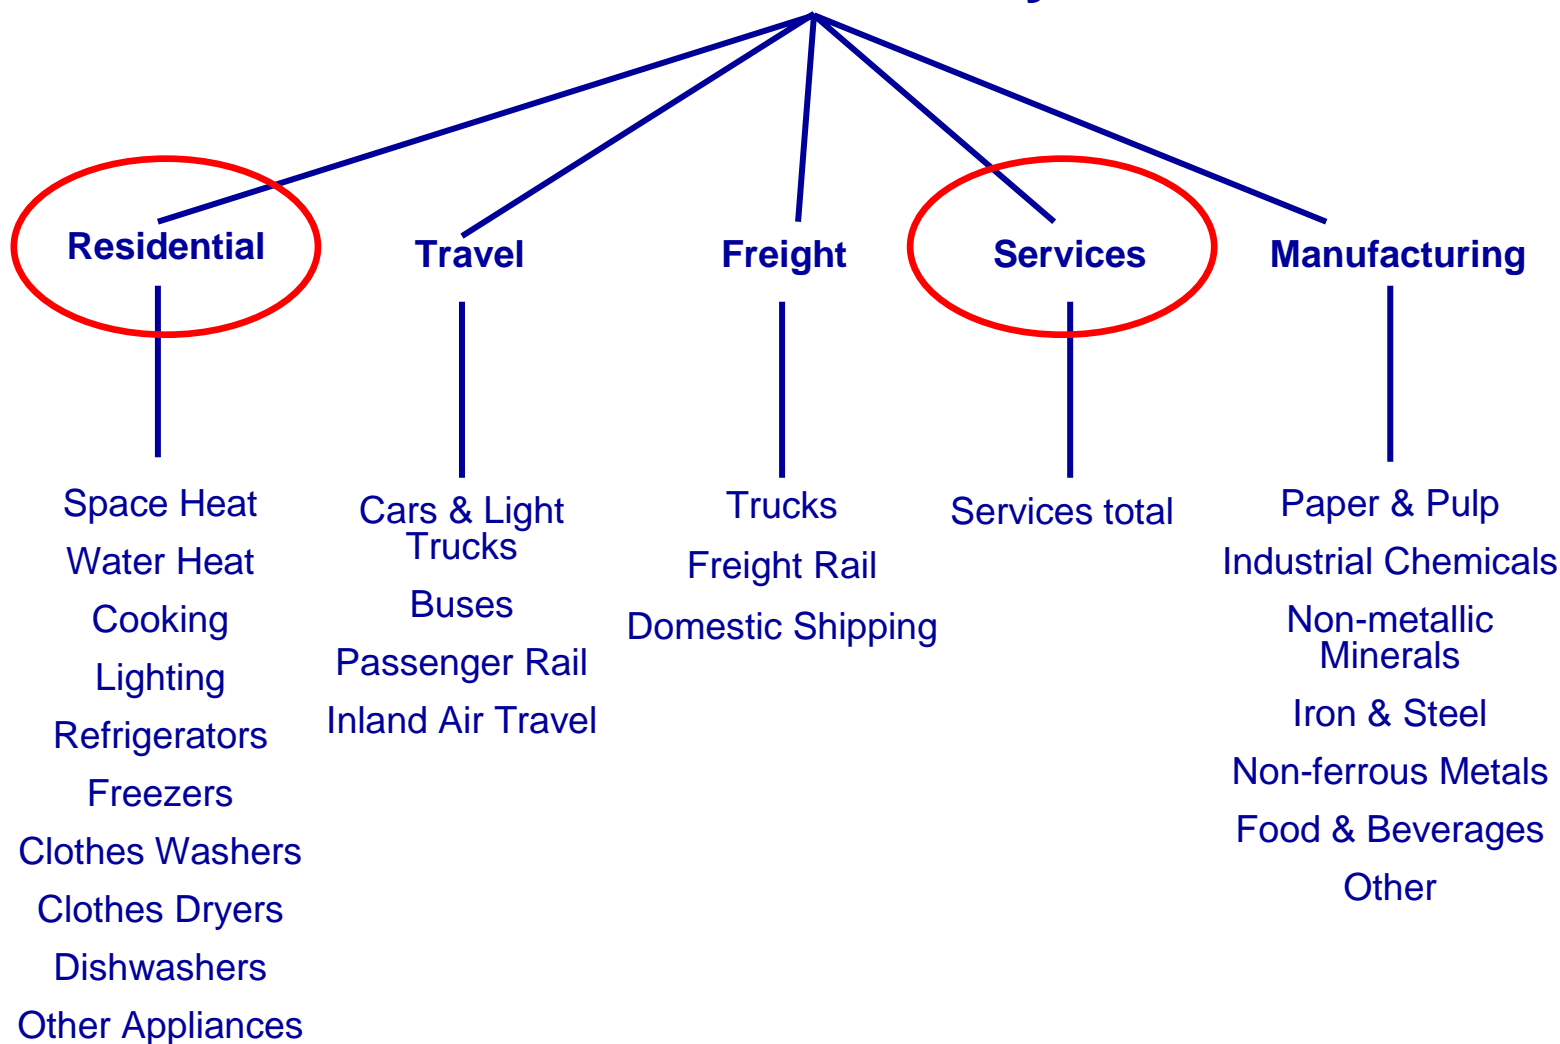 Residential
Travel
Freight
Services
Manufacturing
Space Heat
Water Heat
Cooking
Lighting
Refrigerators
Freezers
Clothes Washers
Clothes Dryers
Dishwashers
Other Appliances
Cars & Light
Trucks
Buses
Passenger Rail
Inland Air Travel
Trucks
Freight Rail
Domestic Shipping
Services total
Paper & Pulp
Industrial Chemicals
Non-metallic
Minerals
Iron & Steel
Non-ferrous Metals
Food & Beverages
Other